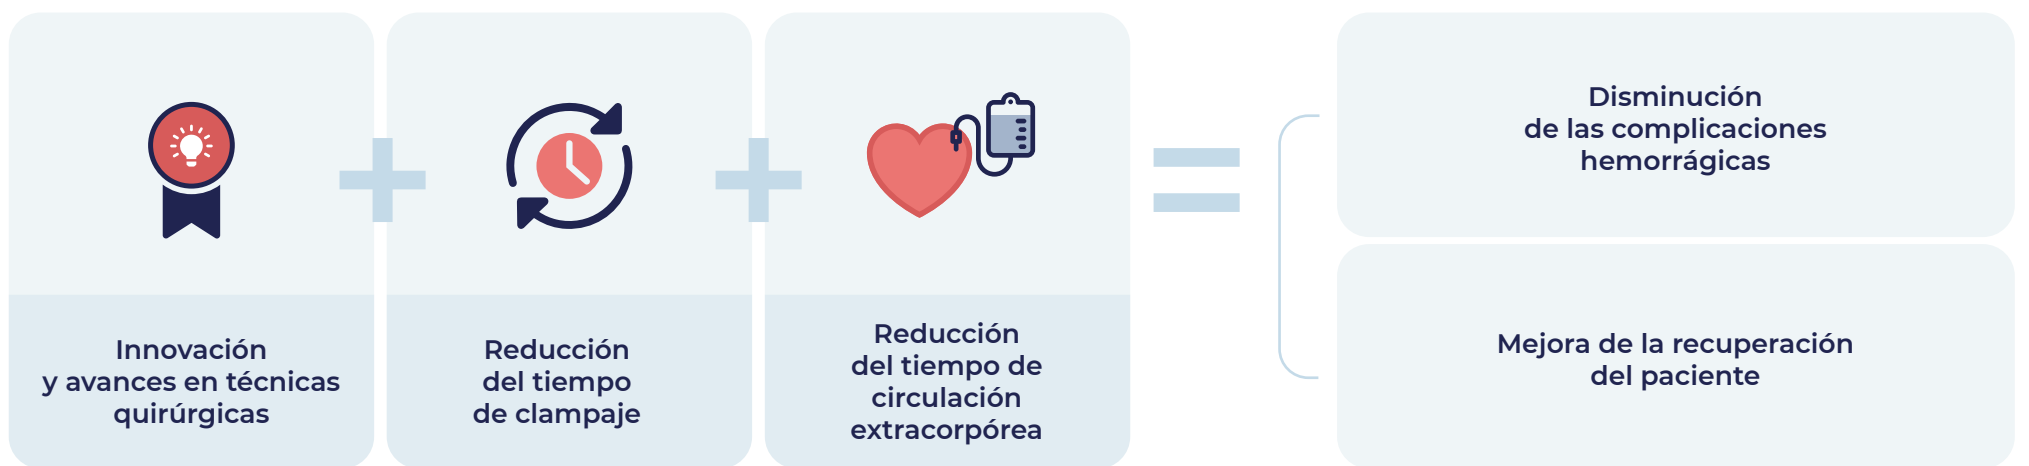 Innovación
y avances en técnicas
quirúrgicas
Reducción
del tiempo
de clampaje
Reducción
del tiempo de
circulación
extracorpórea
Disminución
de las complicaciones
hemorrágicas
Mejora de la recuperación
del paciente